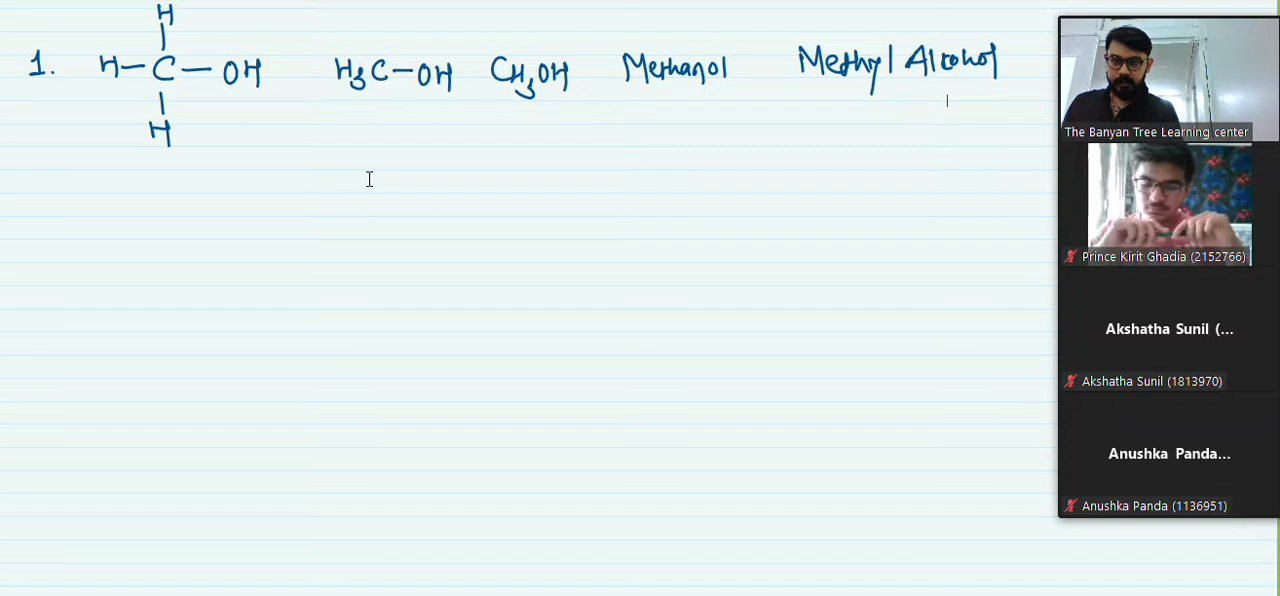 H
1. H–C–OH H₃C–OH CH₃OH Methanol Methyl Alcohol
H
The Banyan Tree Learning center
Prince Kirit Ghadia (2152766)
Akshatha Sunil (...
Akshatha Sunil (1813970)
Anushka Panda...
Anushka Panda (1136951)